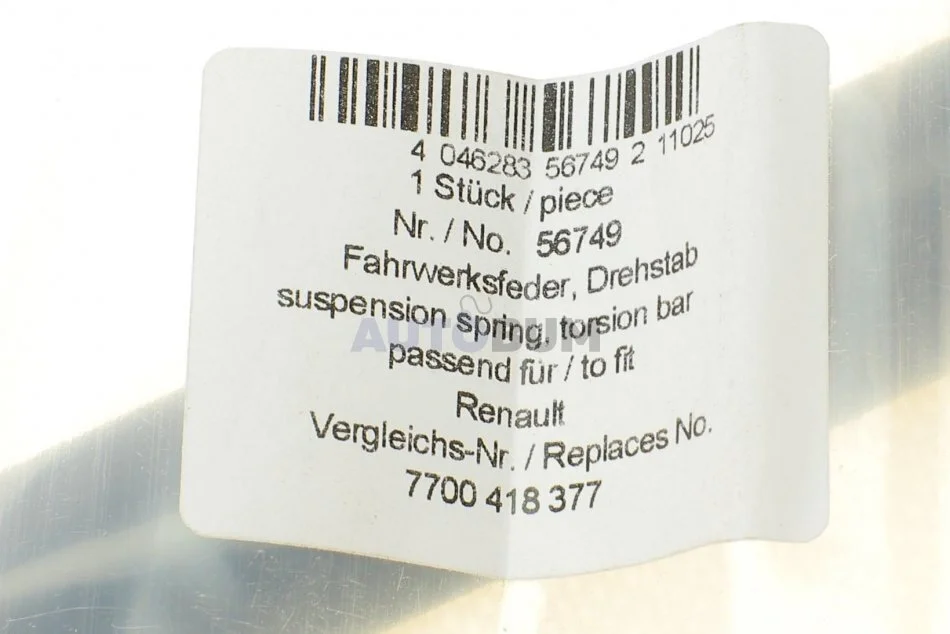 4 046283 56749 2 11025
1 Stück / piece
Nr. / No. 56749
Fahrwerksfeder, Drehstab
suspension spring, torsion bar
AUTODUM
passend für / to fit
Renault
Vergleichs-Nr. / Replaces No.
7700 418 377